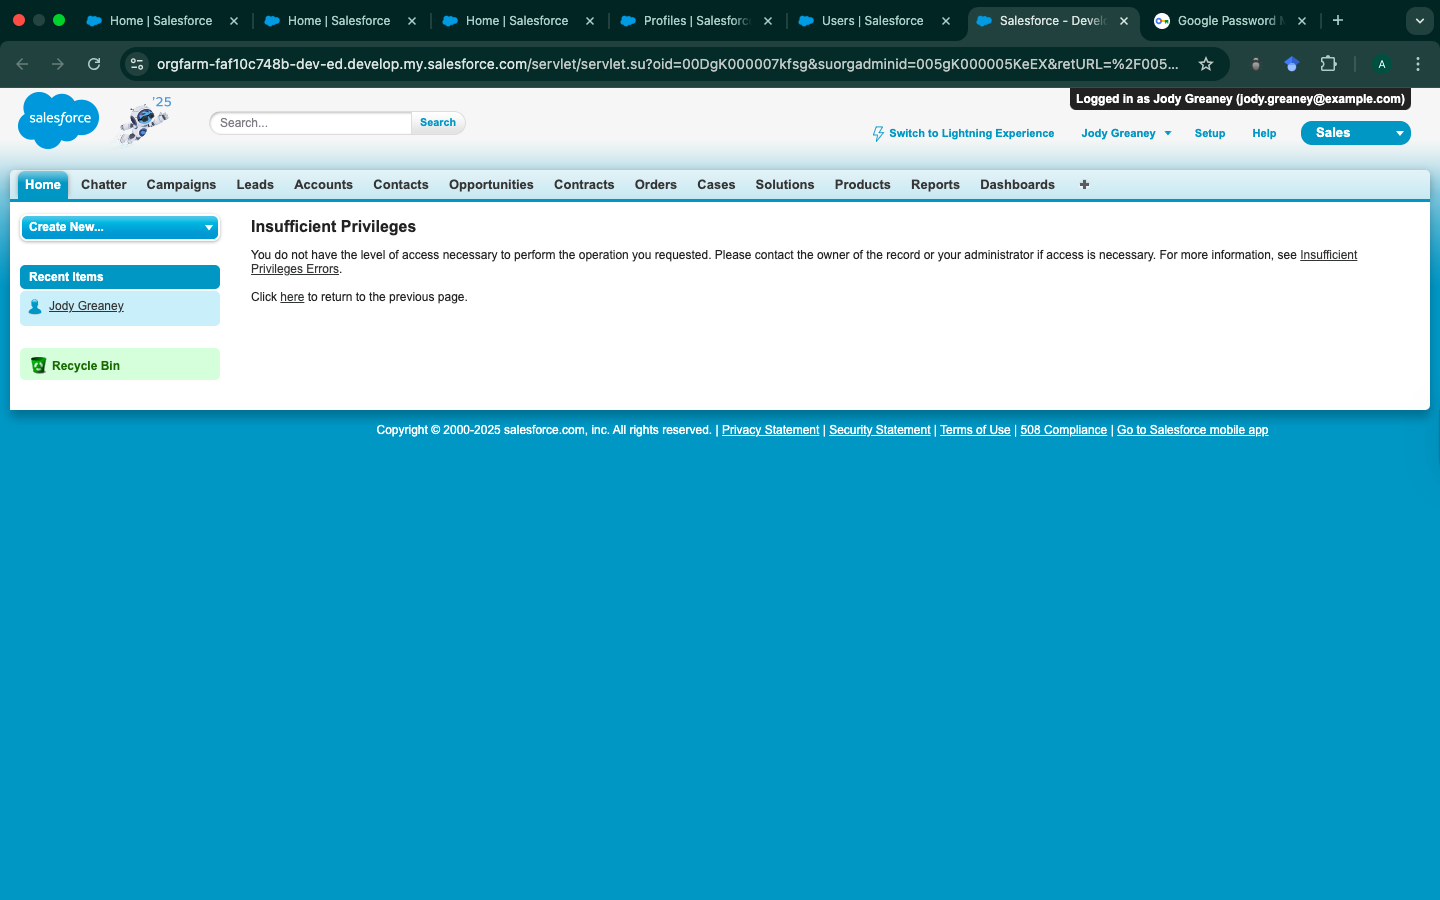 Home | Salesforce
Home | Salesforce
Home | Salesforce
Profiles | Salesforc
Users | Salesforce
Salesforce - Develo
Google Password M
orgfarm-faf10c748b-dev-ed.develop.my.salesforce.com/servlet/servlet.su?oid=00DgK000007kfsg&suorgadminid=005gK000005KeEX&retURL=%2F005...
A
salesforce
'25
Search...
Search
Logged in as Jody Greaney (jody.greaney@example.com)
Switch to Lightning Experience
Jody Greaney
Setup
Help
Sales
Home
Chatter
Campaigns
Leads
Accounts
Contacts
Opportunities
Contracts
Orders
Cases
Solutions
Products
Reports
Dashboards
Create New...
Recent Items
Jody Greaney
Recycle Bin
Insufficient Privileges
You do not have the level of access necessary to perform the operation you requested. Please contact the owner of the record or your administrator if access is necessary. For more information, see Insufficient
Privileges Errors.
Click here to return to the previous page.
Copyright © 2000-2025 salesforce.com, inc. All rights reserved. | Privacy Statement | Security Statement | Terms of Use | 508 Compliance | Go to Salesforce mobile app